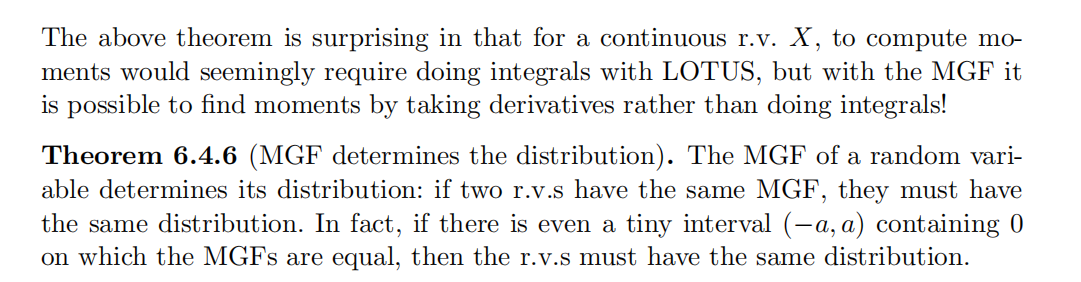 The above theorem is surprising in that for a continuous r.v. X, to compute mo-
ments would seemingly require doing integrals with LOTUS, but with the MGF it
is possible to find moments by taking derivatives rather than doing integrals!
Theorem 6.4.6 (MGF determines the distribution). The MGF of a random vari-
able determines its distribution: if two r.v.s have the same MGF, they must have
the same distribution. In fact, if there is even a tiny interval (−a, a) containing 0
on which the MGFs are equal, then the r.v.s must have the same distribution.